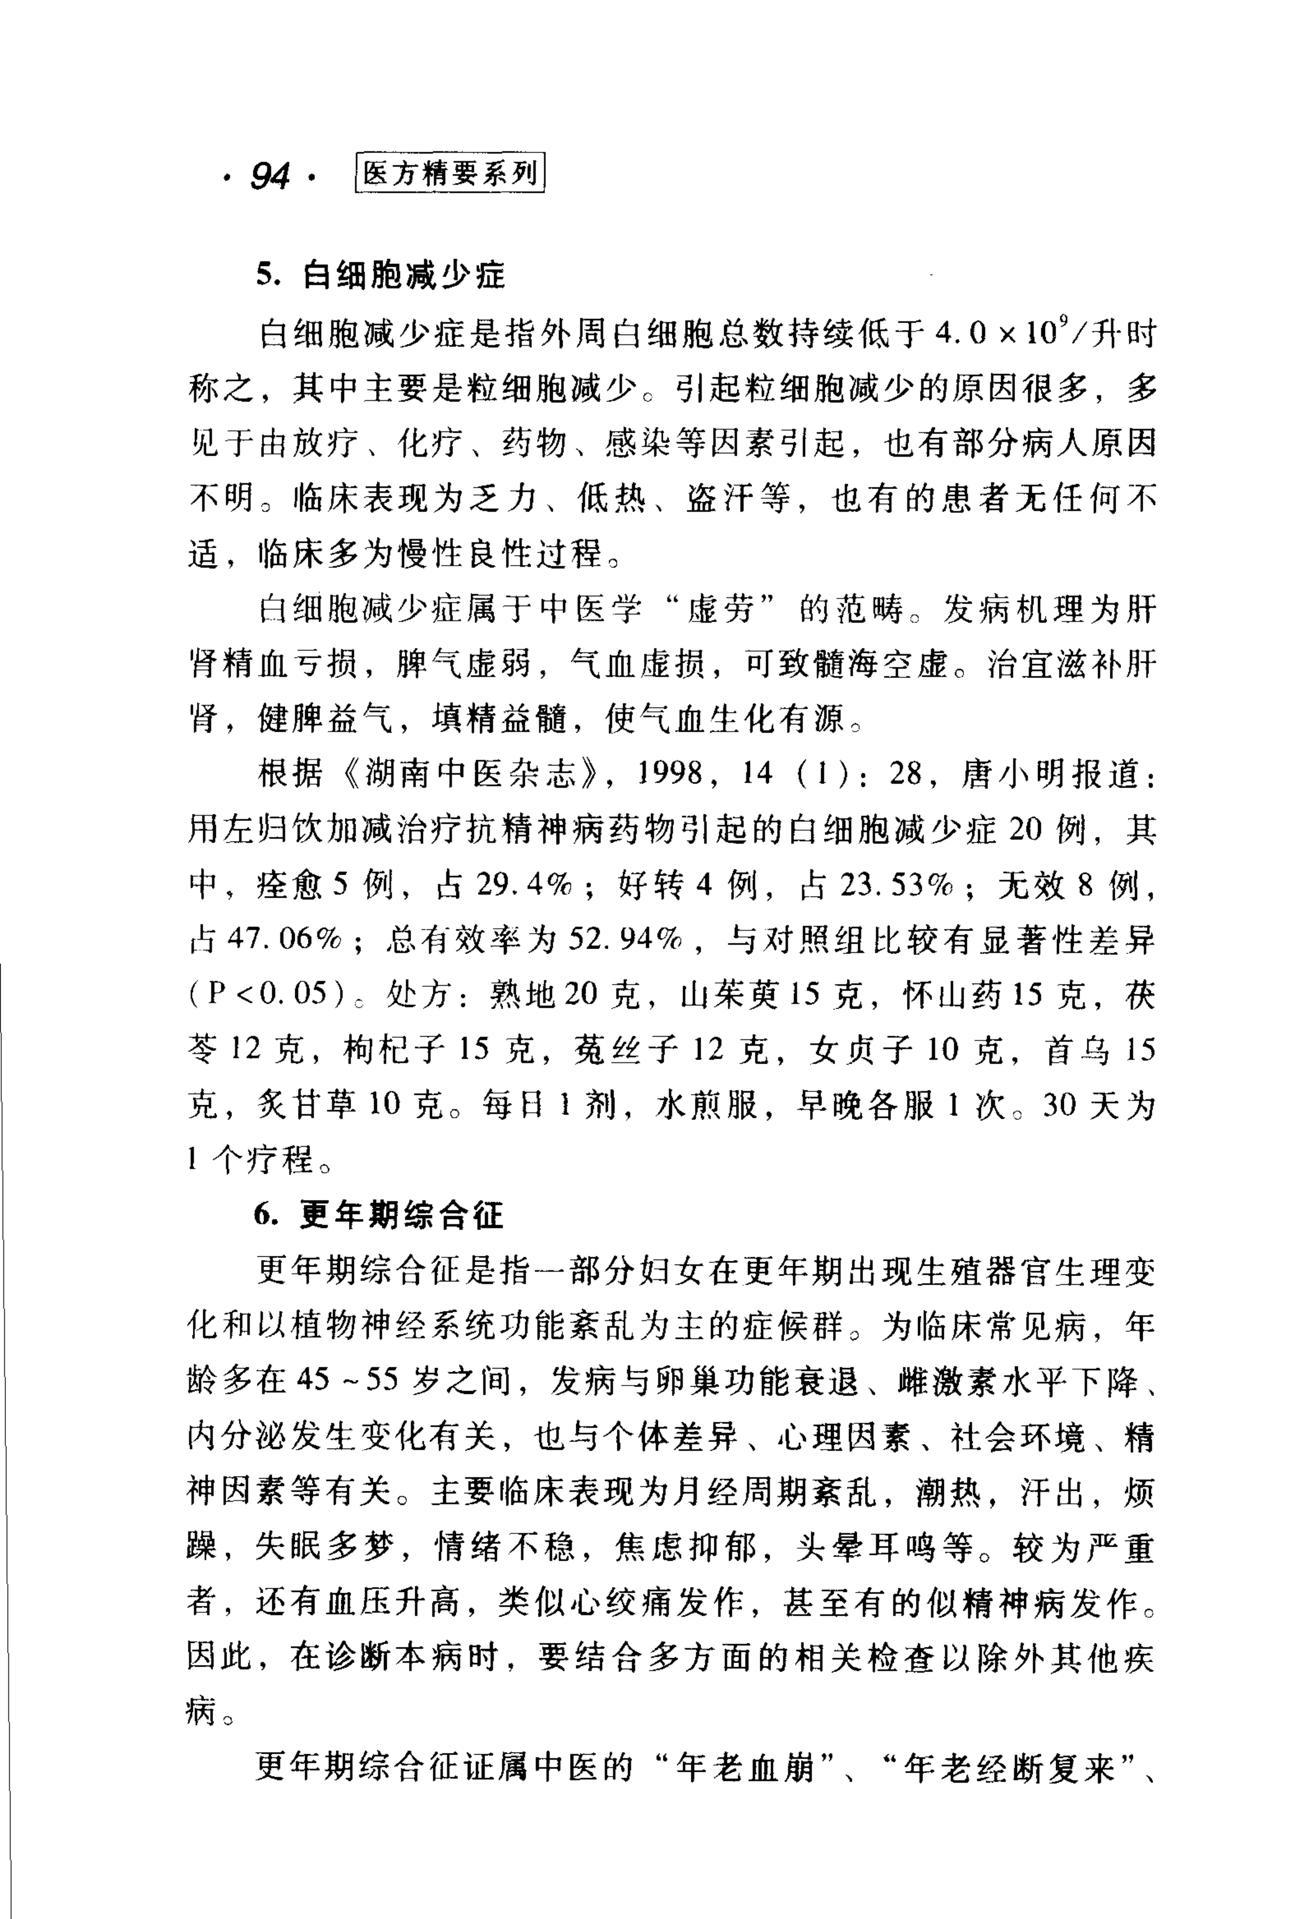 ·94· 医方精要系列
5. 白细胞减少症
白细胞减少症是指外周白细胞总数持续低于 4.0×10⁹/升时
称之，其中主要是粒细胞减少。引起粒细胞减少的原因很多，多
见于由放疗、化疗、药物、感染等因素引起，也有部分病人原因
不明。临床表现为乏力、低热、盗汗等，也有的患者无任何不
适，临床多为慢性良性过程。
白细胞减少症属于中医学“虚劳”的范畴。发病机理为肝
肾精血亏损，脾气虚弱，气血虚损，可致髓海空虚。治宜滋补肝
肾，健脾益气，填精益髓，使气血生化有源。
根据《湖南中医杂志》，1998，14（1）：28，唐小明报道：
用左归饮加减治疗抗精神病药物引起的白细胞减少症 20 例，其
中，痊愈 5 例，占 29.4%；好转 4 例，占 23.53%；无效 8 例，
占 47.06%；总有效率为 52.94%，与对照组比较有显著性差异
（P<0.05）。处方：熟地 20 克，山茱萸 15 克，怀山药 15 克，茯
苓 12 克，枸杞子 15 克，菟丝子 12 克，女贞子 10 克，首乌 15
克，炙甘草 10 克。每日 1 剂，水煎服，早晚各服 1 次。30 天为
1 个疗程。
6. 更年期综合征
更年期综合征是指一部分妇女在更年期出现生殖器官生理变
化和以植物神经系统功能紊乱为主的症候群。为临床常见病，年
龄多在 45~55 岁之间，发病与卵巢功能衰退、雌激素水平下降、
内分泌发生变化有关，也与个体差异、心理因素、社会环境、精
神因素等有关。主要临床表现为月经周期紊乱，潮热，汗出，烦
躁，失眠多梦，情绪不稳，焦虑抑郁，头晕耳鸣等。较为严重
者，还有血压升高，类似心绞痛发作，甚至有的似精神病发作。
因此，在诊断本病时，要结合多方面的相关检查以除外其他疾
病。
更年期综合征证属中医的“年老血崩”、“年老经断复来”、